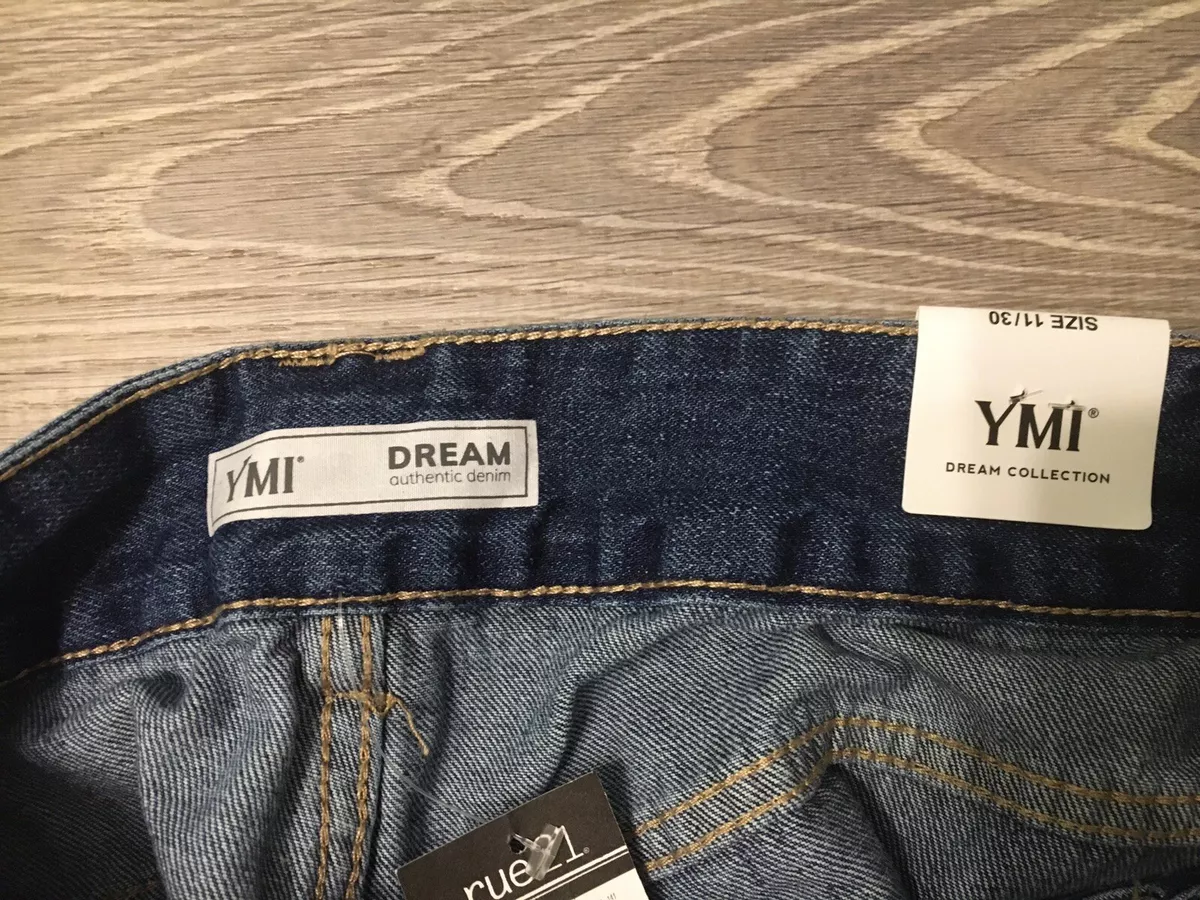 SIZE 11/30
YMI®
DREAM COLLECTION
YMI®
DREAM
authentic denim
rue21